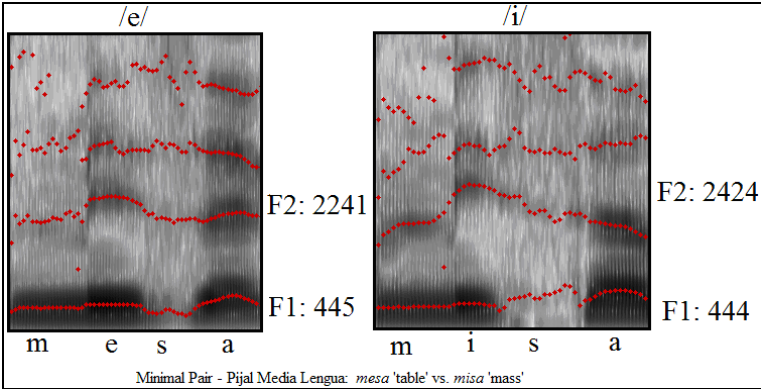 /e/ /i/
F2: 2241 F2: 2424
F1: 445 F1: 444
m e s a m i s a
Minimal Pair - Pijal Media Lengua: mesa 'table' vs. misa 'mass'